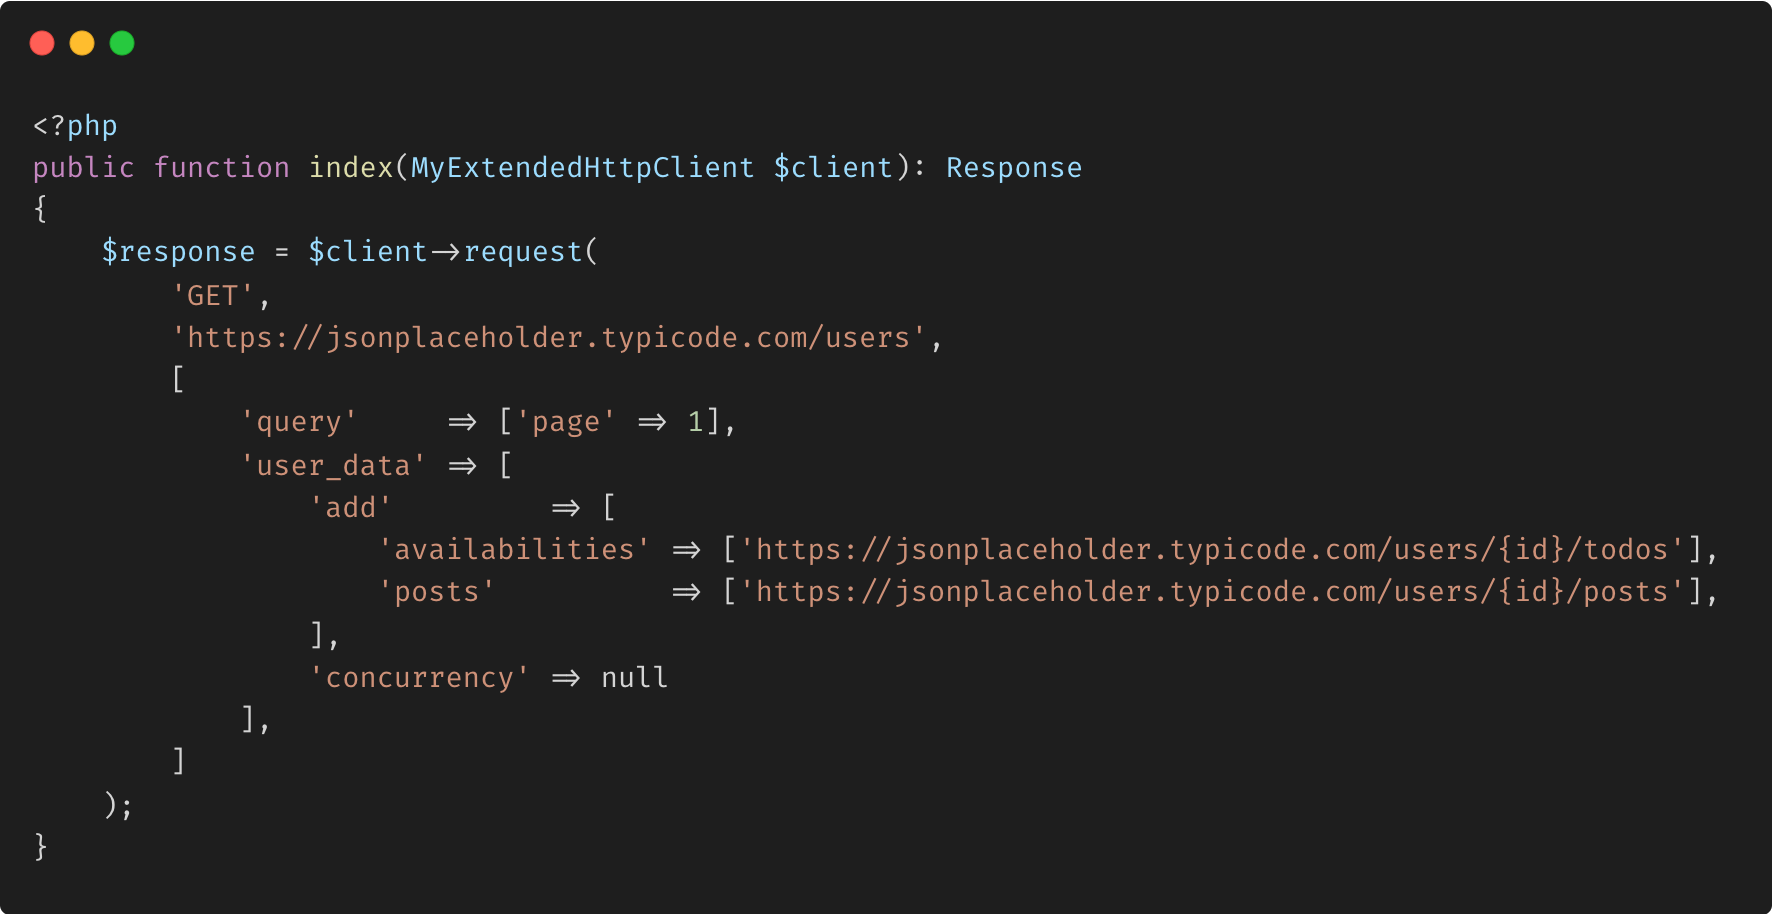 <?php
public function index(MyExtendedHttpClient $client): Response
{
    $response = $client->request(
        'GET',
        'https://jsonplaceholder.typicode.com/users',
        [
            'query'     => ['page' => 1],
            'user_data' => [
                'add'         => [
                    'availabilities' => ['https://jsonplaceholder.typicode.com/users/{id}/todos'],
                    'posts'          => ['https://jsonplaceholder.typicode.com/users/{id}/posts'],
                ],
                'concurrency' => null
            ],
        ]
    );
}